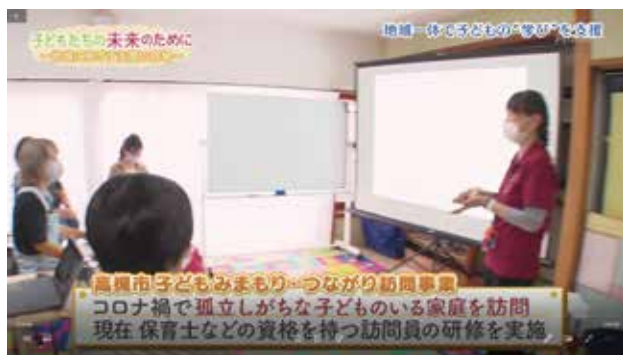 子どもたちの未来のために
地域一体で子どもの“学び”を支援
高槻市 子どもみまもり・つながり訪問事業
コロナ禍で孤立しがちな子どものいる家庭を訪問
現在 保育士などの資格を持つ訪問員の研修を実施